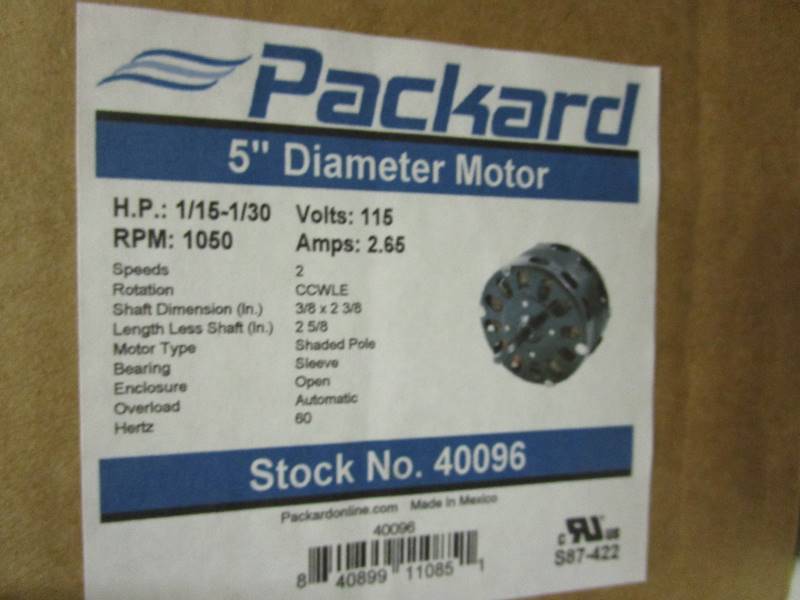 Packard
5" Diameter Motor
H.P.: 1/15-1/30 Volts: 115
RPM: 1050 Amps: 2.65
Speeds 2
Rotation CCWLE
Shaft Dimension (In.) 3/8 x 2 3/8
Length Less Shaft (In.) 2 5/8
Motor Type Shaded Pole
Bearing Sleeve
Enclosure Open
Overload Automatic
Hertz 60
Stock No. 40096
Packardonline.com Made in Mexico
40096
8 40899 11085 1
c RU us
S87-422